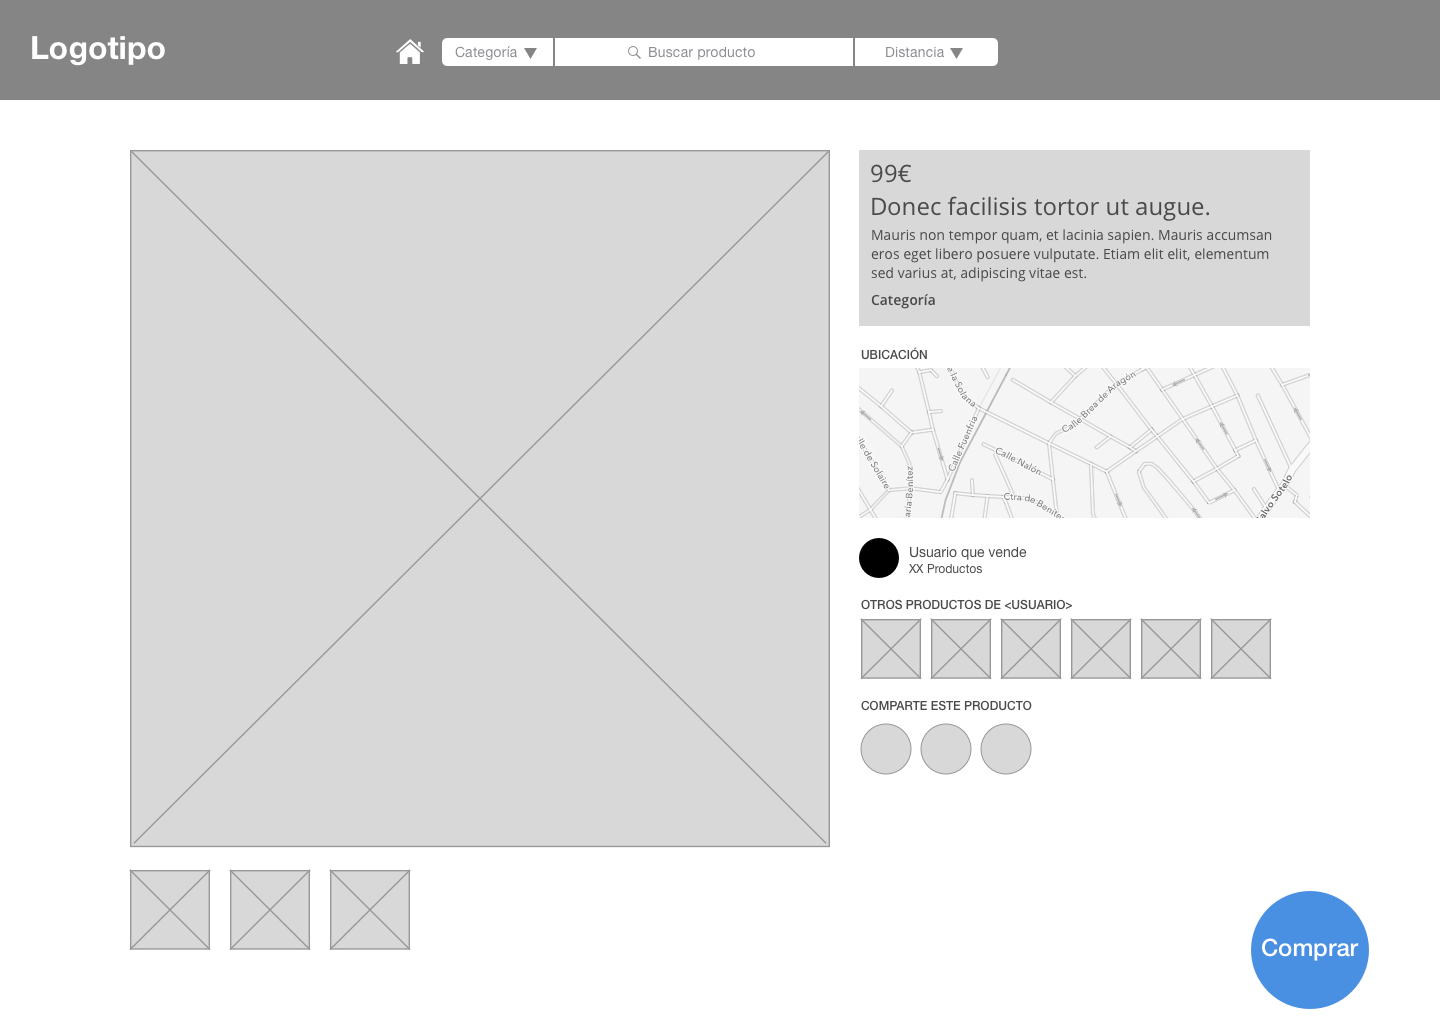 Logotipo
Categoría
Buscar producto
Distancia
99€
Donec facilisis tortor ut augue.
Mauris non tempor quam, et lacinia sapien. Mauris accumsan
eros eget libero posuere vulputate. Etiam elit elit, elementum
sed varius at, adipiscing vitae est.
Categoría
UBICACIÓN
a la Solana
Calle Brea de Aragón
Calle Fuenfría
Calle Nalón
lle de Solaire
aría Benítez
Ctra de Benite
alvo Sotelo
Usuario que vende
XX Productos
OTROS PRODUCTOS DE <USUARIO>
COMPARTE ESTE PRODUCTO
Comprar